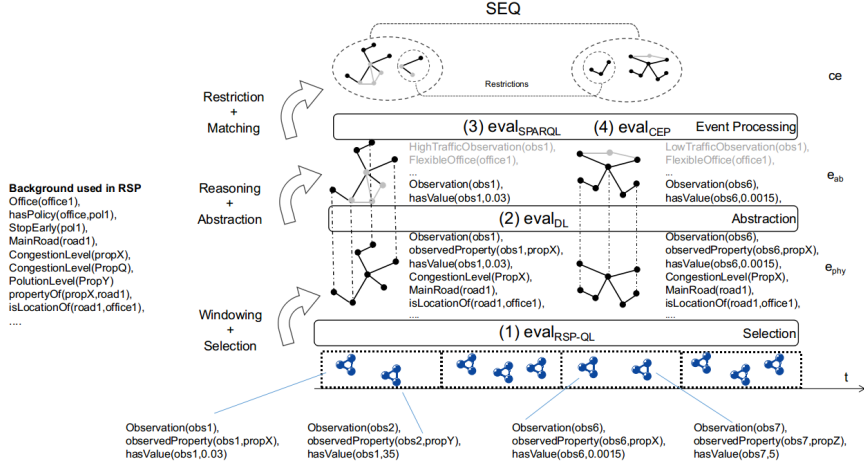 SEQ
Restrictions
ce
Restriction
+
Matching
(3) evalSPARQL
(4) evalCEP
Event Processing
HighTrafficObservation(obs1),
FlexibleOffice(office1),
...
Observation(obs1),
hasValue(obs1,0.03)
LowTrafficObservation(obs1),
FlexibleOffice(office1),
...
Observation(obs6),
hasValue(obs6,0.0015),
eab
Reasoning
+
Abstraction
(2) evalDL
Abstraction
Background used in RSP
Office(office1),
hasPolicy(office,pol1),
StopEarly(pol1),
MainRoad(road1),
CongestionLevel(propX),
CongestionLevel(PropQ),
PolutionLevel(PropY)
propertyOf(propX,road1),
isLocationOf(road1,office1),
....
Observation(obs1),
observedProperty(obs1,propX),
hasValue(obs1,0.03),
CongestionLevel(PropX),
MainRoad(road1),
isLocationOf(road1,office1),
....
Observation(obs6),
observedProperty(obs6,propX),
hasValue(obs6,0.0015),
CongestionLevel(PropX),
MainRoad(road1),
isLocationOf(road1,office1),
....
ephy
Windowing
+
Selection
(1) evalRSP-QL
Selection
t
Observation(obs1),
observedProperty(obs1,propX),
hasValue(obs1,0.03)
Observation(obs2),
observedProperty(obs2,propY),
hasValue(obs1,35)
Observation(obs6),
observedProperty(obs6,propX),
hasValue(obs6,0.0015)
Observation(obs7),
observedProperty(obs7,propZ),
hasValue(obs7,5)